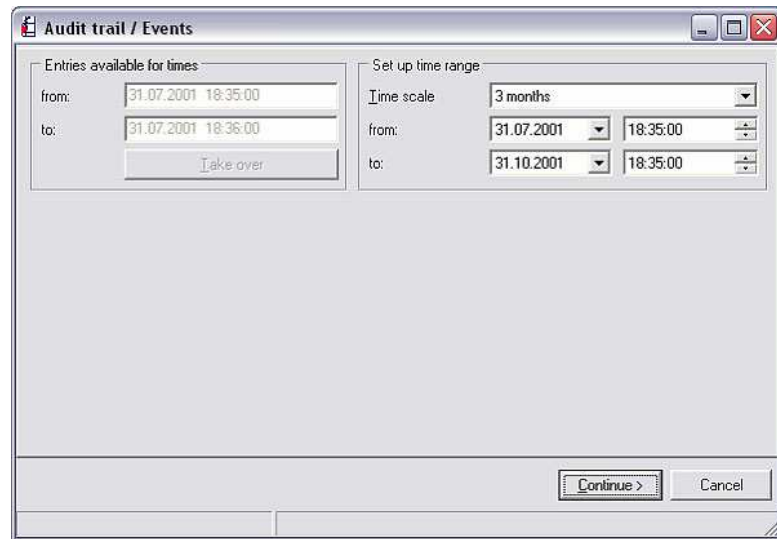 Audit trail / Events
Entries available for times
from: 31.07.2001 18:35:00
to: 31.07.2001 18:36:00
Take over
Set up time range
Time scale 3 months
from: 31.07.2001 18:35:00
to: 31.10.2001 18:35:00
Continue >
Cancel